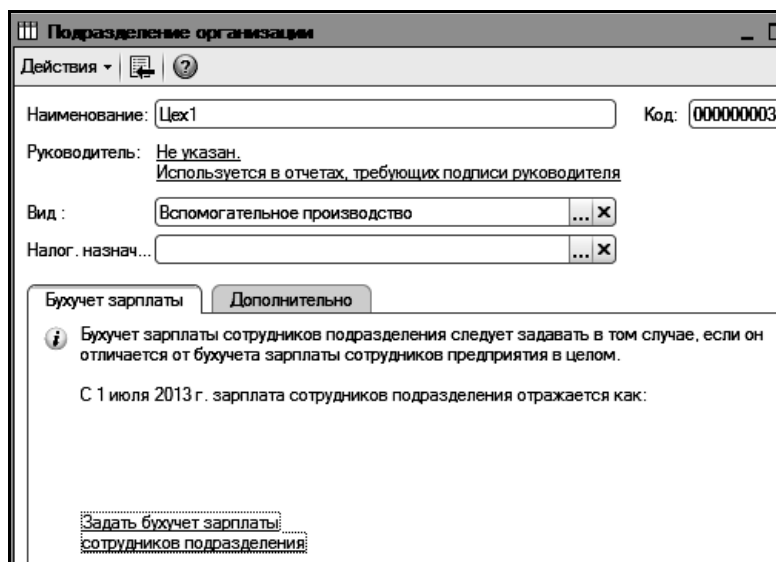 Подразделение организации
Действия
Наименование: Цех1 Код: 000000003
Руководитель: Не указан.
Используется в отчетах, требующих подписи руководителя
Вид : Вспомогательное производство ...
Налог. назнач... ...
Бухучет зарплаты Дополнительно
Бухучет зарплаты сотрудников подразделения следует задавать в том случае, если он
отличается от бухучета зарплаты сотрудников предприятия в целом.
С 1 июля 2013 г. зарплата сотрудников подразделения отражается как:
Задать бухучет зарплаты
сотрудников подразделения